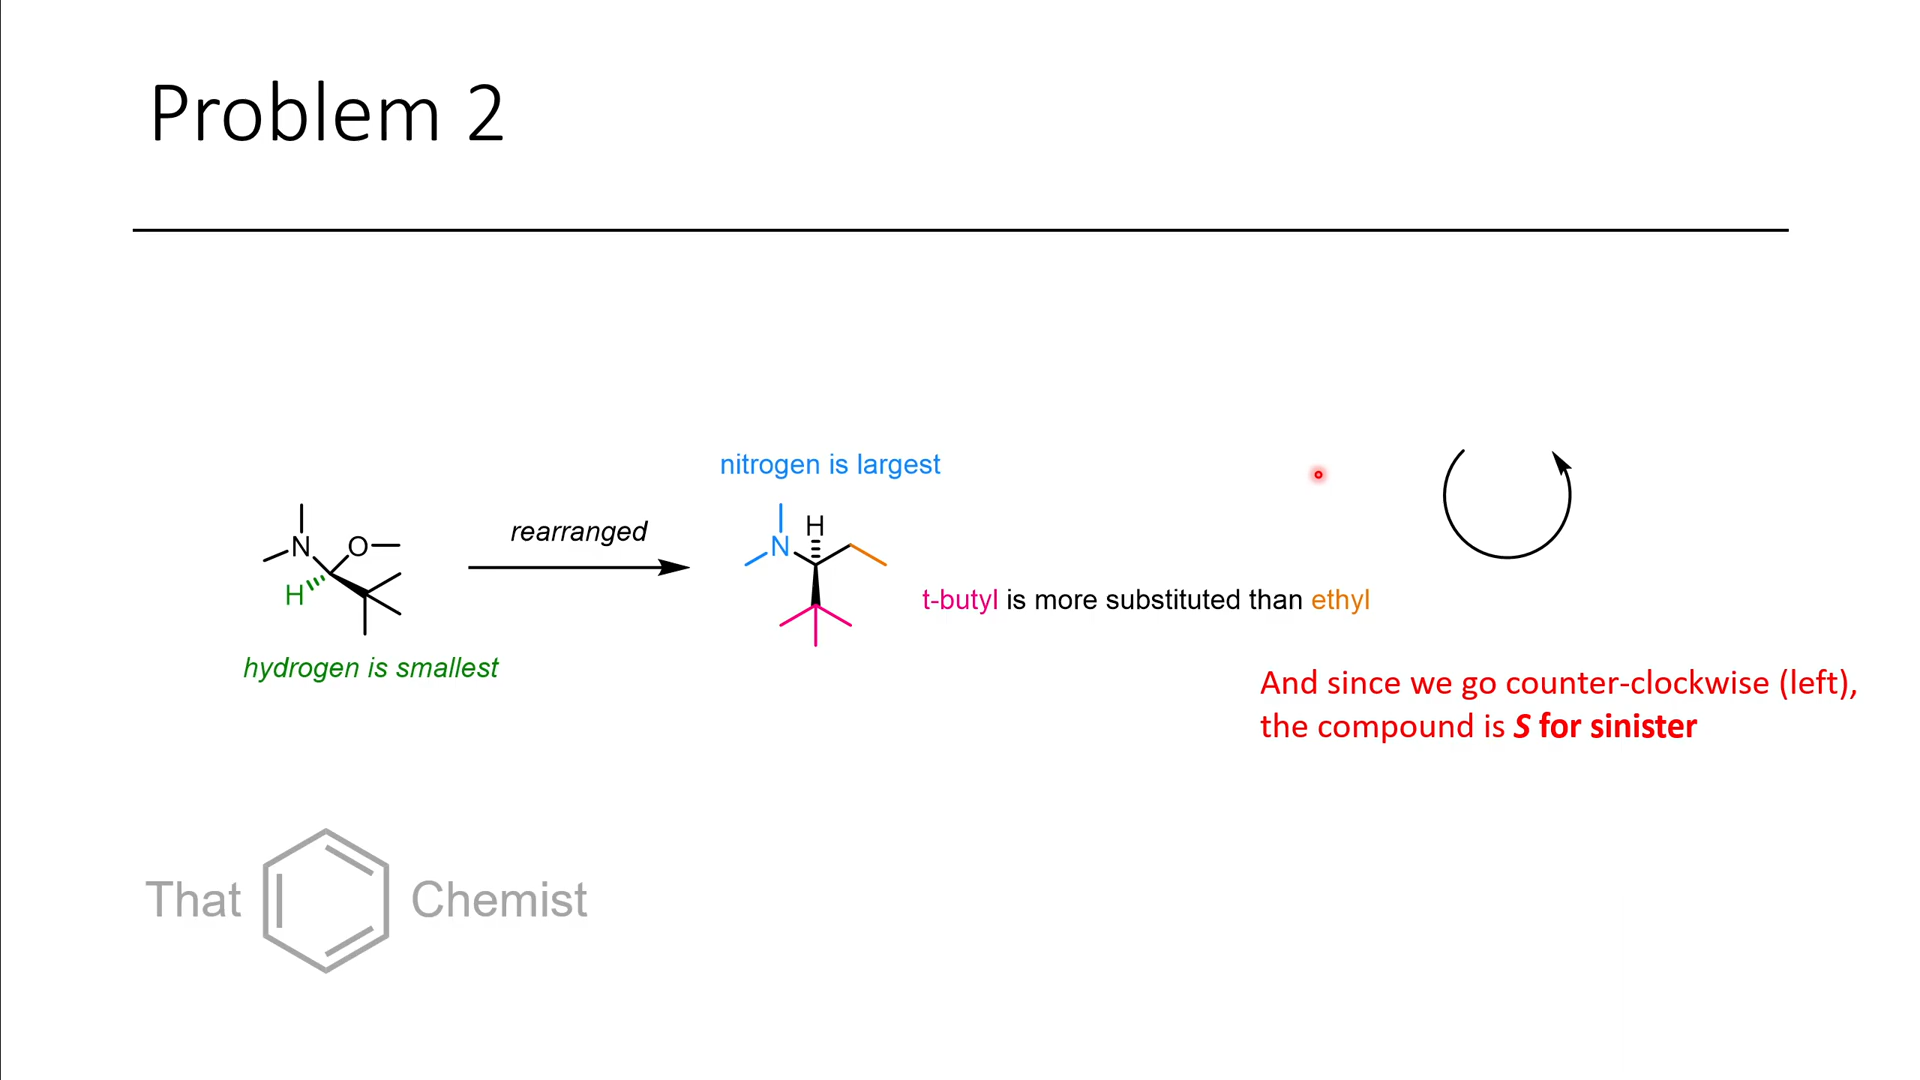 Problem 2
nitrogen is largest
N
O
H
rearranged
N
H
t-butyl is more substituted than ethyl
hydrogen is smallest
And since we go counter-clockwise (left),
the compound is S for sinister
That Chemist